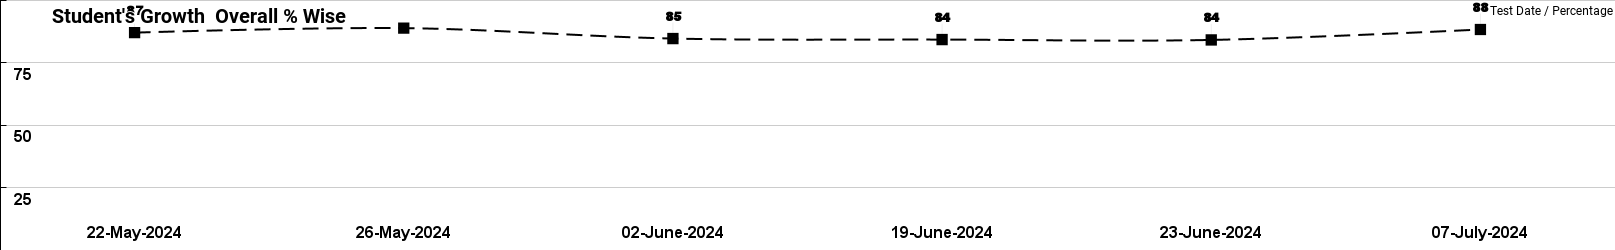 Student's Growth  Overall % Wise
Test Date / Percentage
87
85
84
84
88
75
50
25
22-May-2024
26-May-2024
02-June-2024
19-June-2024
23-June-2024
07-July-2024